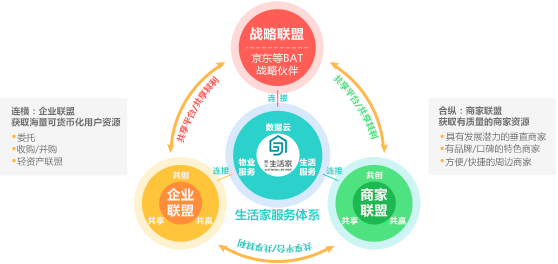 战略联盟
京东等BAT
战略伙伴
共享平台/共享其利
共享平台/共享其利
连接
连横：企业联盟
获取海量可货币化用户资源
委托
收购/并购
轻资产联盟
合纵：商家联盟
获取有质量的商家资源
具有发展潜力的垂直商家
有品牌/口碑的特色商家
方便/快捷的周边商家
数据云
物业
服务
生活家
生活
服务
连接
连接
共创
企业
联盟
共享
共赢
生活家服务体系
共创
商家
联盟
共享
共赢
共享平台/共享其利